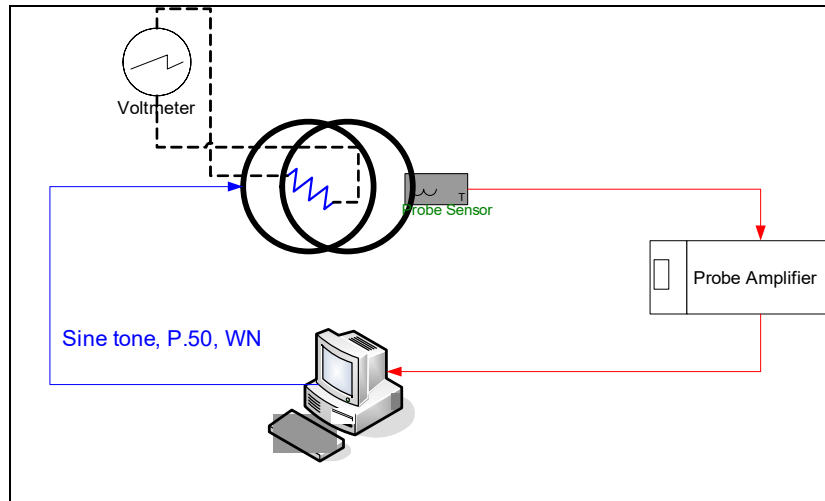 Voltmeter
T
Probe Sensor
Probe Amplifier
Sine tone, P.50, WN